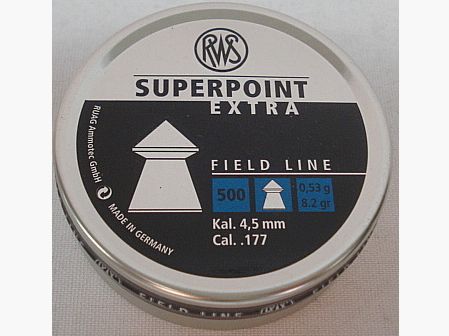 RWS
SUPERPOINT
EXTRA
FIELD LINE
500
0,53 g
8.2 gr
Kal. 4,5 mm
Cal. .177
RUAG Ammotec GmbH
MADE IN GERMANY
FIELD LINE
RWS